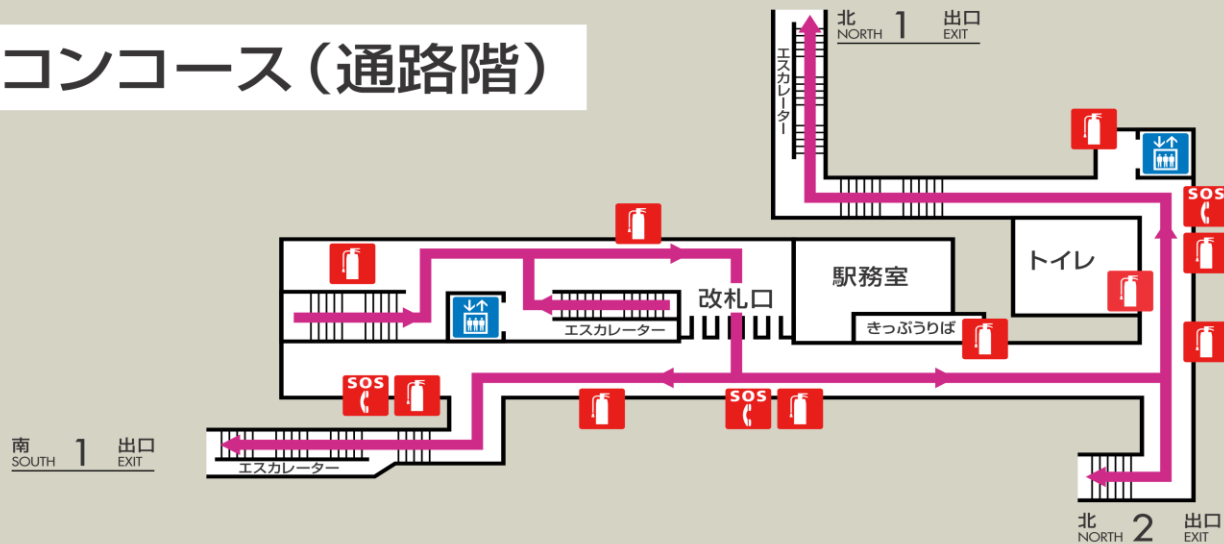 コンコース（通路階）
北 1 出口
NORTH EXIT
エスカレーター
SOS
トイレ
駅務室
改札口
きっぷうりば
エスカレーター
SOS
SOS
南 1 出口
SOUTH EXIT
エスカレーター
北 2 出口
NORTH EXIT